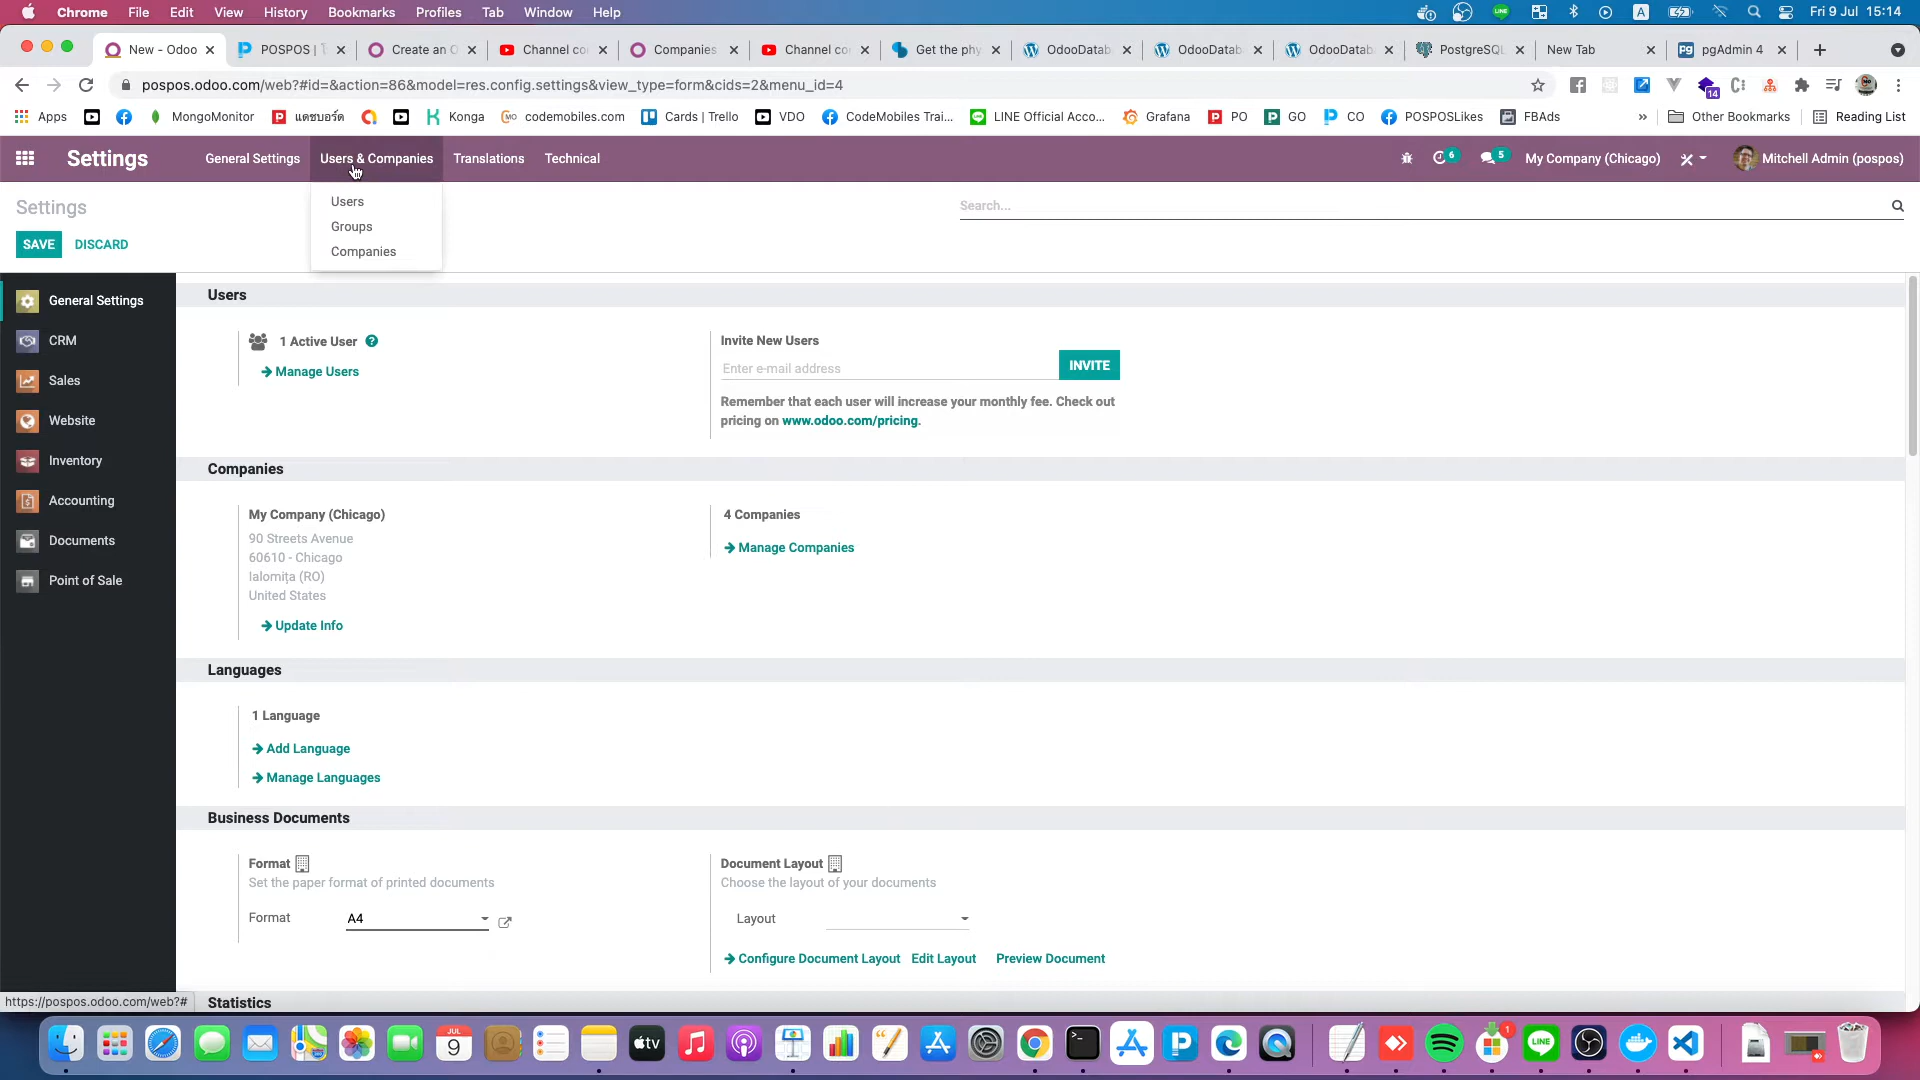 Chrome File Edit View History Bookmarks Profiles Tab Window Help A Fri 9 Jul 15:14
New - Odoo POSPOS | Create an O Channel co Companies Channel co Get the phy OdooDatab OdooDatab OdooDatab PostgreSQL New Tab pgAdmin 4
pospos.odoo.com/web?#id=&action=86&model=res.config.settings&view_type=form&cids=2&menu_id=4 14
Apps MongoMonitor แดชบอร์ด Konga codemobiles.com Cards | Trello VDO CodeMobiles Trai... LINE Official Acco... Grafana PO GO CO POSPOSLikes FBAds » Other Bookmarks Reading List
Settings General Settings Users & Companies Translations Technical 6 5 My Company (Chicago) Mitchell Admin (pospos)
Users
Groups
Companies
Settings Search...
SAVE DISCARD
General Settings
CRM
Sales
Website
Inventory
Accounting
Documents
Point of Sale
Users
1 Active User ?
Manage Users
Invite New Users
Enter e-mail address INVITE
Remember that each user will increase your monthly fee. Check out
pricing on www.odoo.com/pricing.
Companies
My Company (Chicago)
90 Streets Avenue
60610 - Chicago
Ialomița (RO)
United States
Update Info
4 Companies
Manage Companies
Languages
1 Language
Add Language
Manage Languages
Business Documents
Format
Set the paper format of printed documents
Format A4
Document Layout
Choose the layout of your documents
Layout
Configure Document Layout Edit Layout Preview Document
Statistics
https://pospos.odoo.com/web?#
JUL
9
tv
1
LINE